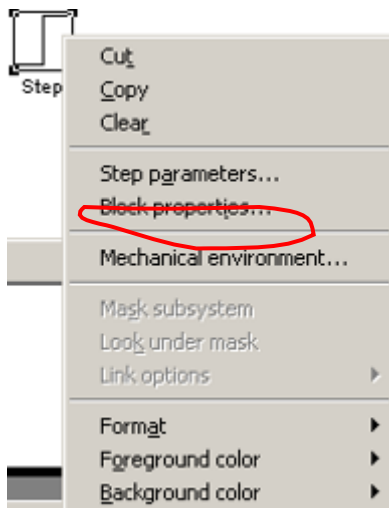 Step
Cut
Copy
Clear
Step parameters...
Block properties...
Mechanical environment...
Mask subsystem
Look under mask
Link options
Format
Foreground color
Background color